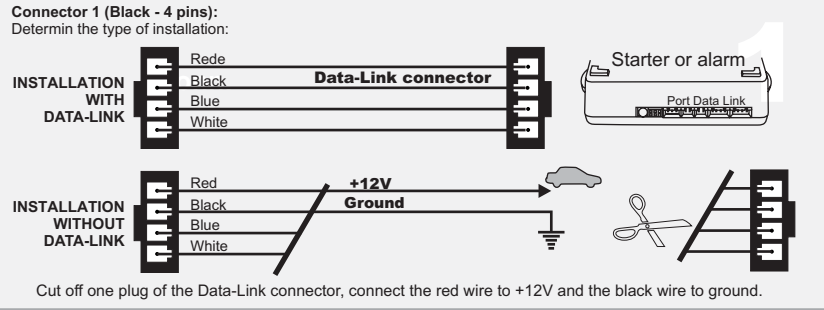 Connector 1 (Black - 4 pins):
Determin the type of installation:
1
INSTALLATION
WITH
DATA-LINK
Rede
Black
Blue
White
Data-Link connector
Starter or alarm
Port Data Link
INSTALLATION
WITHOUT
DATA-LINK
Red
Black
Blue
White
+12V
Ground
Cut off one plug of the Data-Link connector, connect the red wire to +12V and the black wire to ground.